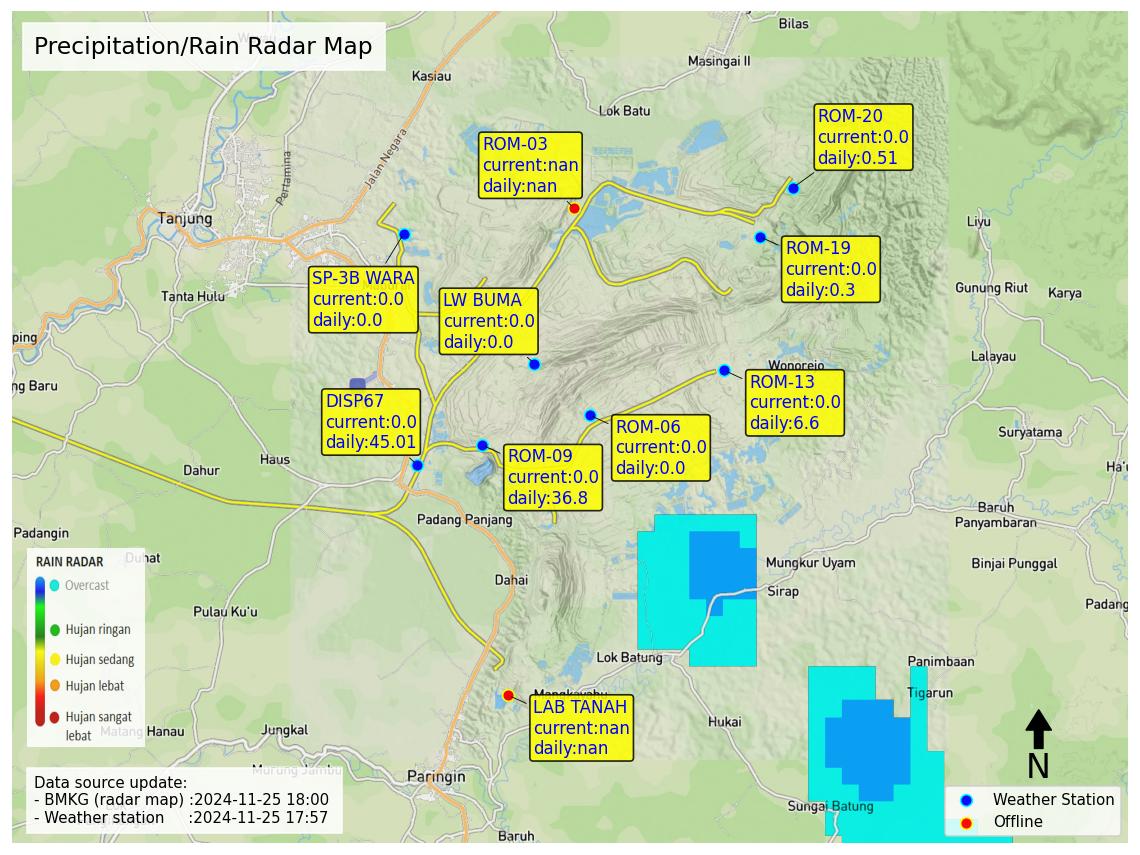 Precipitation/Rain Radar Map
Bilas
Masingai II
Kasiau
Lok Batu
Jalan Negara
Pertamina
Tanjung
Tanta Hulu
Liyu
Gunung Riut
Karya
Lalayau
Suryatama
Wonorejo
ROM-20
current:0.0
daily:0.51
ROM-03
current:nan
daily:nan
ROM-19
current:0.0
daily:0.3
SP-3B WARA
current:0.0
daily:0.0
LW BUMA
current:0.0
daily:0.0
ROM-13
current:0.0
daily:6.6
DISP67
current:0.0
daily:45.01
ROM-06
current:0.0
daily:0.0
ROM-09
current:0.0
daily:36.8
ping
ng Baru
Dahur
Haus
Padang Panjang
Padangin
Duhat
Dahai
Pulau Ku'u
Baruh
Panyambaran
Ha'u
Mungkur Uyam
Binjai Punggal
Sirap
Padang
Lok Batung
Panimbaan
Tigarun
Mangkayahu
Hukai
LAB TANAH
current:nan
daily:nan
RAIN RADAR
Overcast
Hujan ringan
Hujan sedang
Hujan lebat
Hujan sangat
lebat
Matang Hanau
Jungkal
Murung Jambu
Paringin
Baruh
Sungai Batung
Data source update:
- BMKG (radar map) :2024-11-25 18:00
- Weather station :2024-11-25 17:57
N
Weather Station
Offline